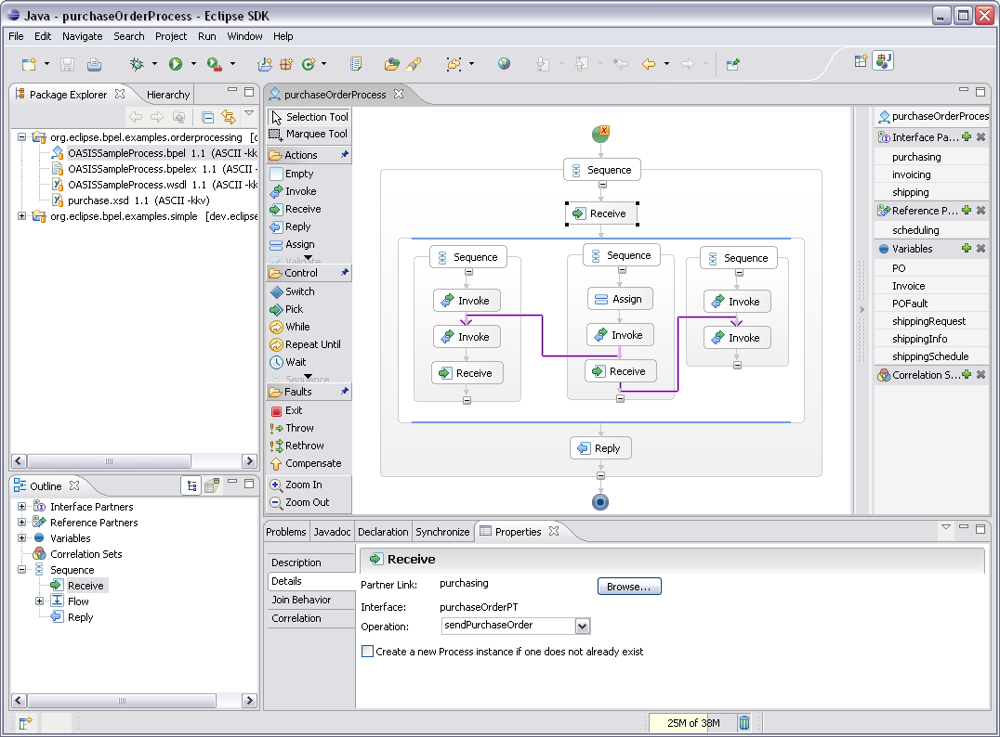 Java - purchaseOrderProcess - Eclipse SDK
File Edit Navigate Search Project Run Window Help
Package Explorer Hierarchy
org.eclipse.bpel.examples.orderprocessing [c
OASISSampleProcess.bpel 1.1 (ASCII -kk
OASISSampleProcess.bpelex 1.1 (ASCII -
OASISSampleProcess.wsdl 1.1 (ASCII -kk
purchase.xsd 1.1 (ASCII -kkv)
org.eclipse.bpel.examples.simple [dev.eclipse
Outline
Interface Partners
Reference Partners
Variables
Correlation Sets
Sequence
Receive
Flow
Reply
purchaseOrderProcess
Selection Tool
Marquee Tool
Actions
Empty
Invoke
Receive
Reply
Assign
Validate
Control
Switch
Pick
While
Repeat Until
Wait
Sequence
Faults
Exit
Throw
Rethrow
Compensate
Zoom In
Zoom Out
Sequence
Receive
Sequence Sequence Sequence
Invoke Assign Invoke
Invoke Invoke Invoke
Receive Receive
Reply
purchaseOrderProces
Interface Pa...
purchasing
invoicing
shipping
Reference P...
scheduling
Variables
PO
Invoice
POFault
shippingRequest
shippingInfo
shippingSchedule
Correlation S...
Problems Javadoc Declaration Synchronize Properties
Description
Details
Join Behavior
Correlation
Receive
Partner Link: purchasing Browse...
Interface: purchaseOrderPT
Operation: sendPurchaseOrder
Create a new Process instance if one does not already exist
25M of 38M